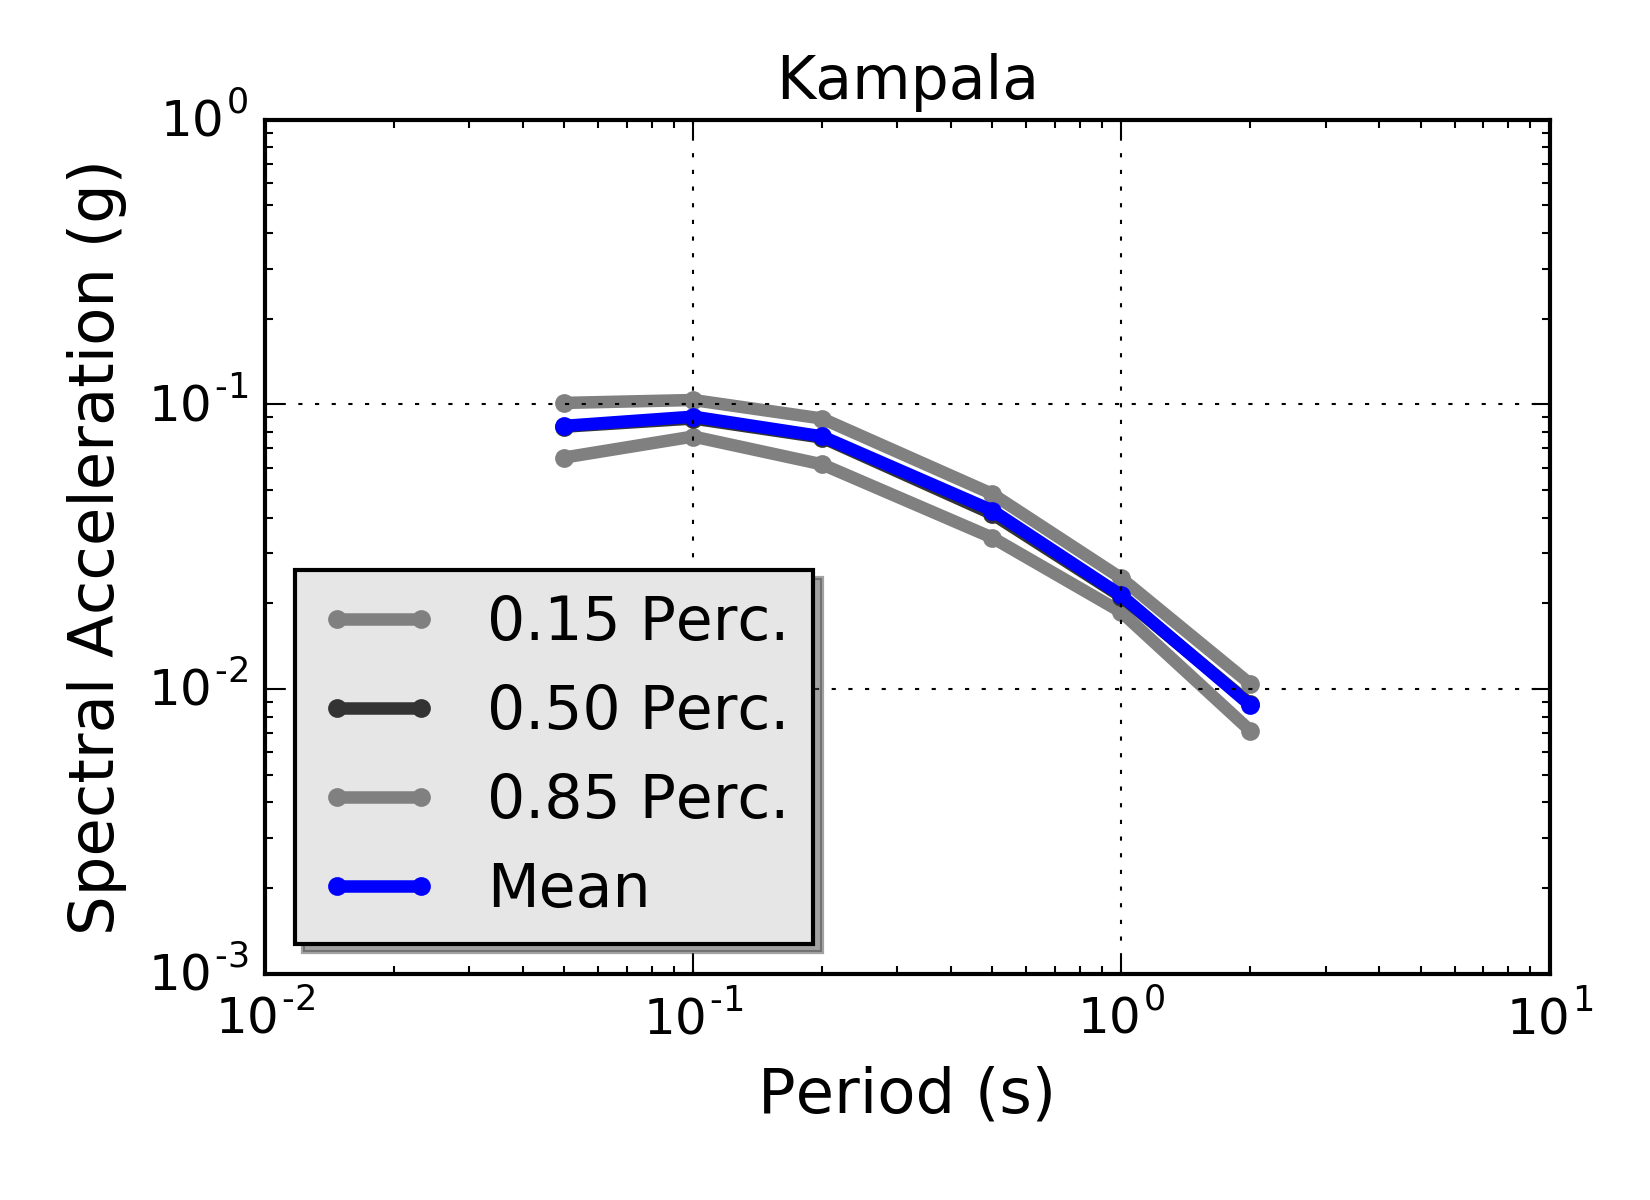 Kampala
Spectral Acceleration (g)
10^0
10^-1
10^-2
10^-3
0.15 Perc.
0.50 Perc.
0.85 Perc.
Mean
10^-2 10^-1 10^0 10^1
Period (s)